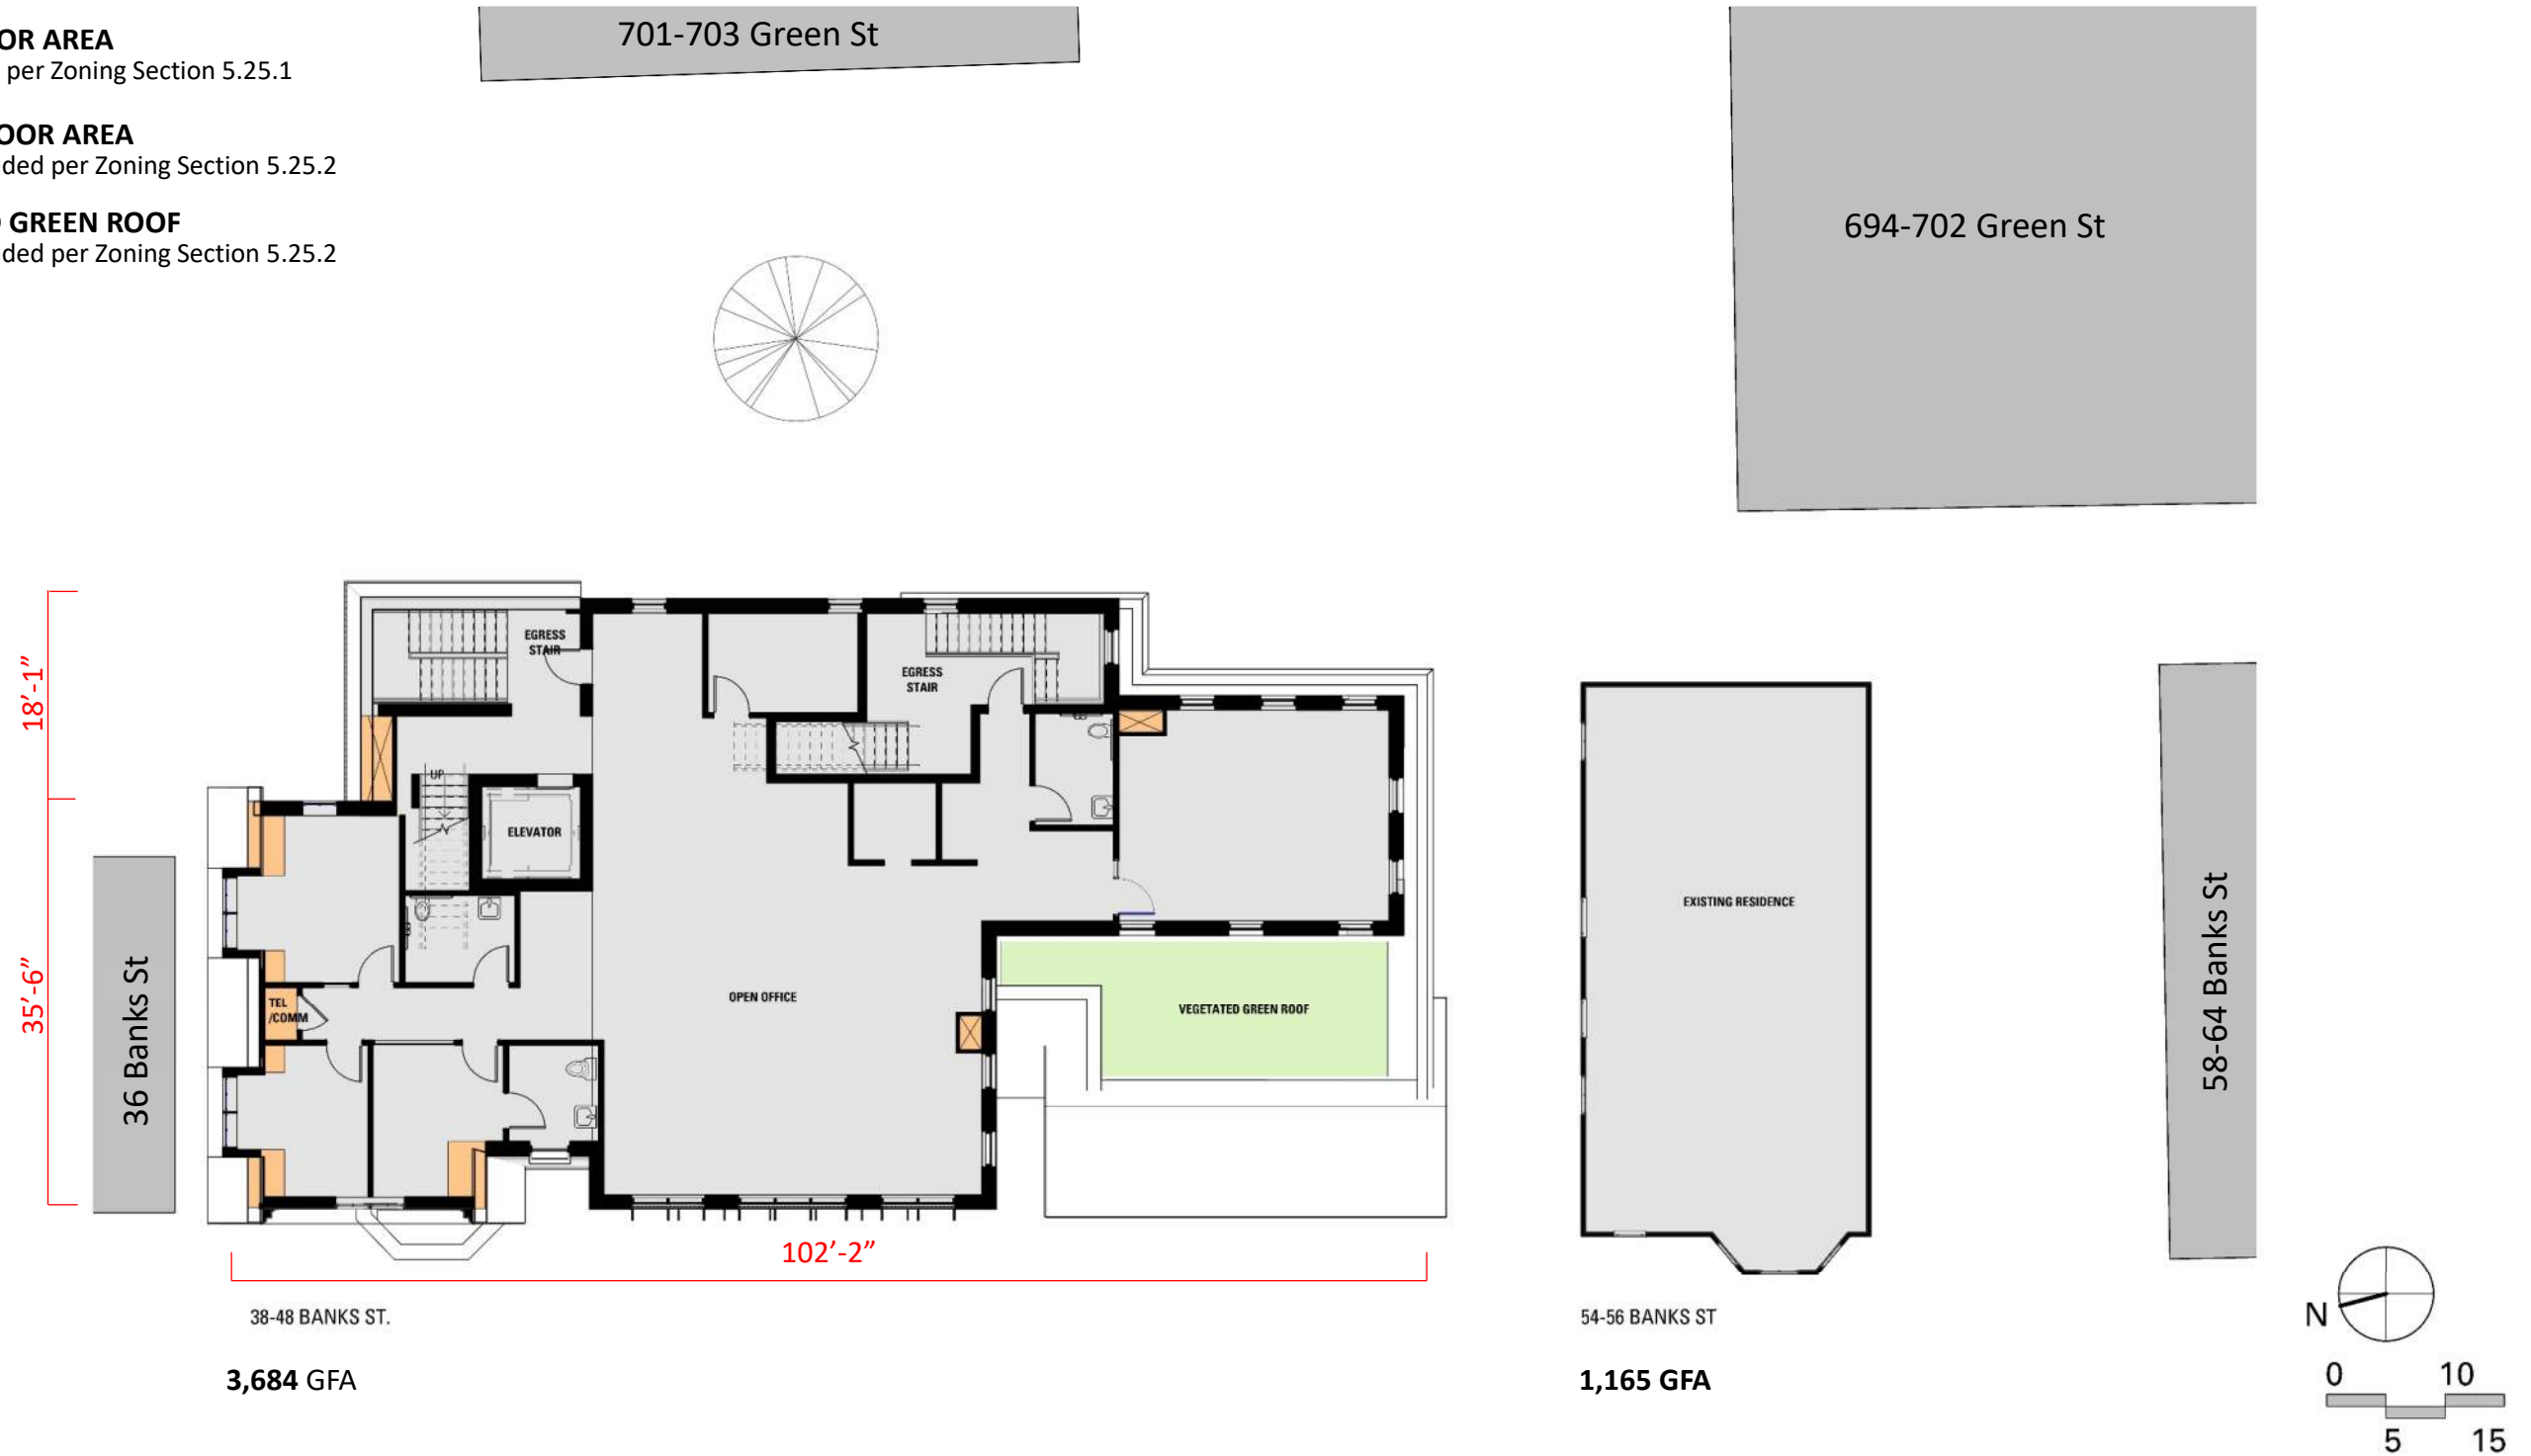 OR AREA
per Zoning Section 5.25.1
OOR AREA
ded per Zoning Section 5.25.2
GREEN ROOF
ded per Zoning Section 5.25.2
701-703 Green St
694-702 Green St
18’-1”
35’-6”
36 Banks St
EGRESS
STAIR
EGRESS
STAIR
UP
ELEVATOR
TEL
/COMM
OPEN OFFICE
VEGETATED GREEN ROOF
EXISTING RESIDENCE
58-64 Banks St
102’-2”
38-48 BANKS ST.
3,684 GFA
54-56 BANKS ST
1,165 GFA
N
0 10
5 15